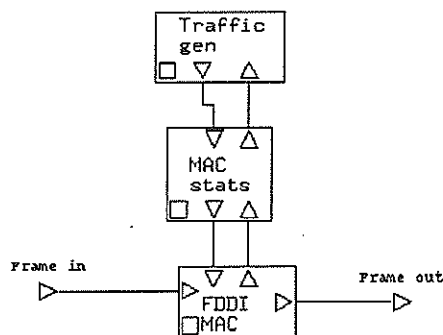 Traffic
gen
MAC
stats
Frame in
Frame out
FDDI
MAC